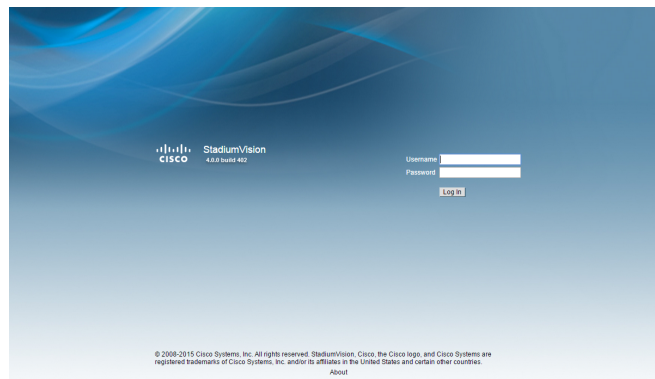 CISCO
StadiumVision
4.0.0 build 402
Username
Password
Log In
© 2008-2015 Cisco Systems, Inc. All rights reserved. StadiumVision, Cisco, the Cisco logo, and Cisco Systems are
registered trademarks of Cisco Systems, Inc. and/or its affiliates in the United States and certain other countries.
About